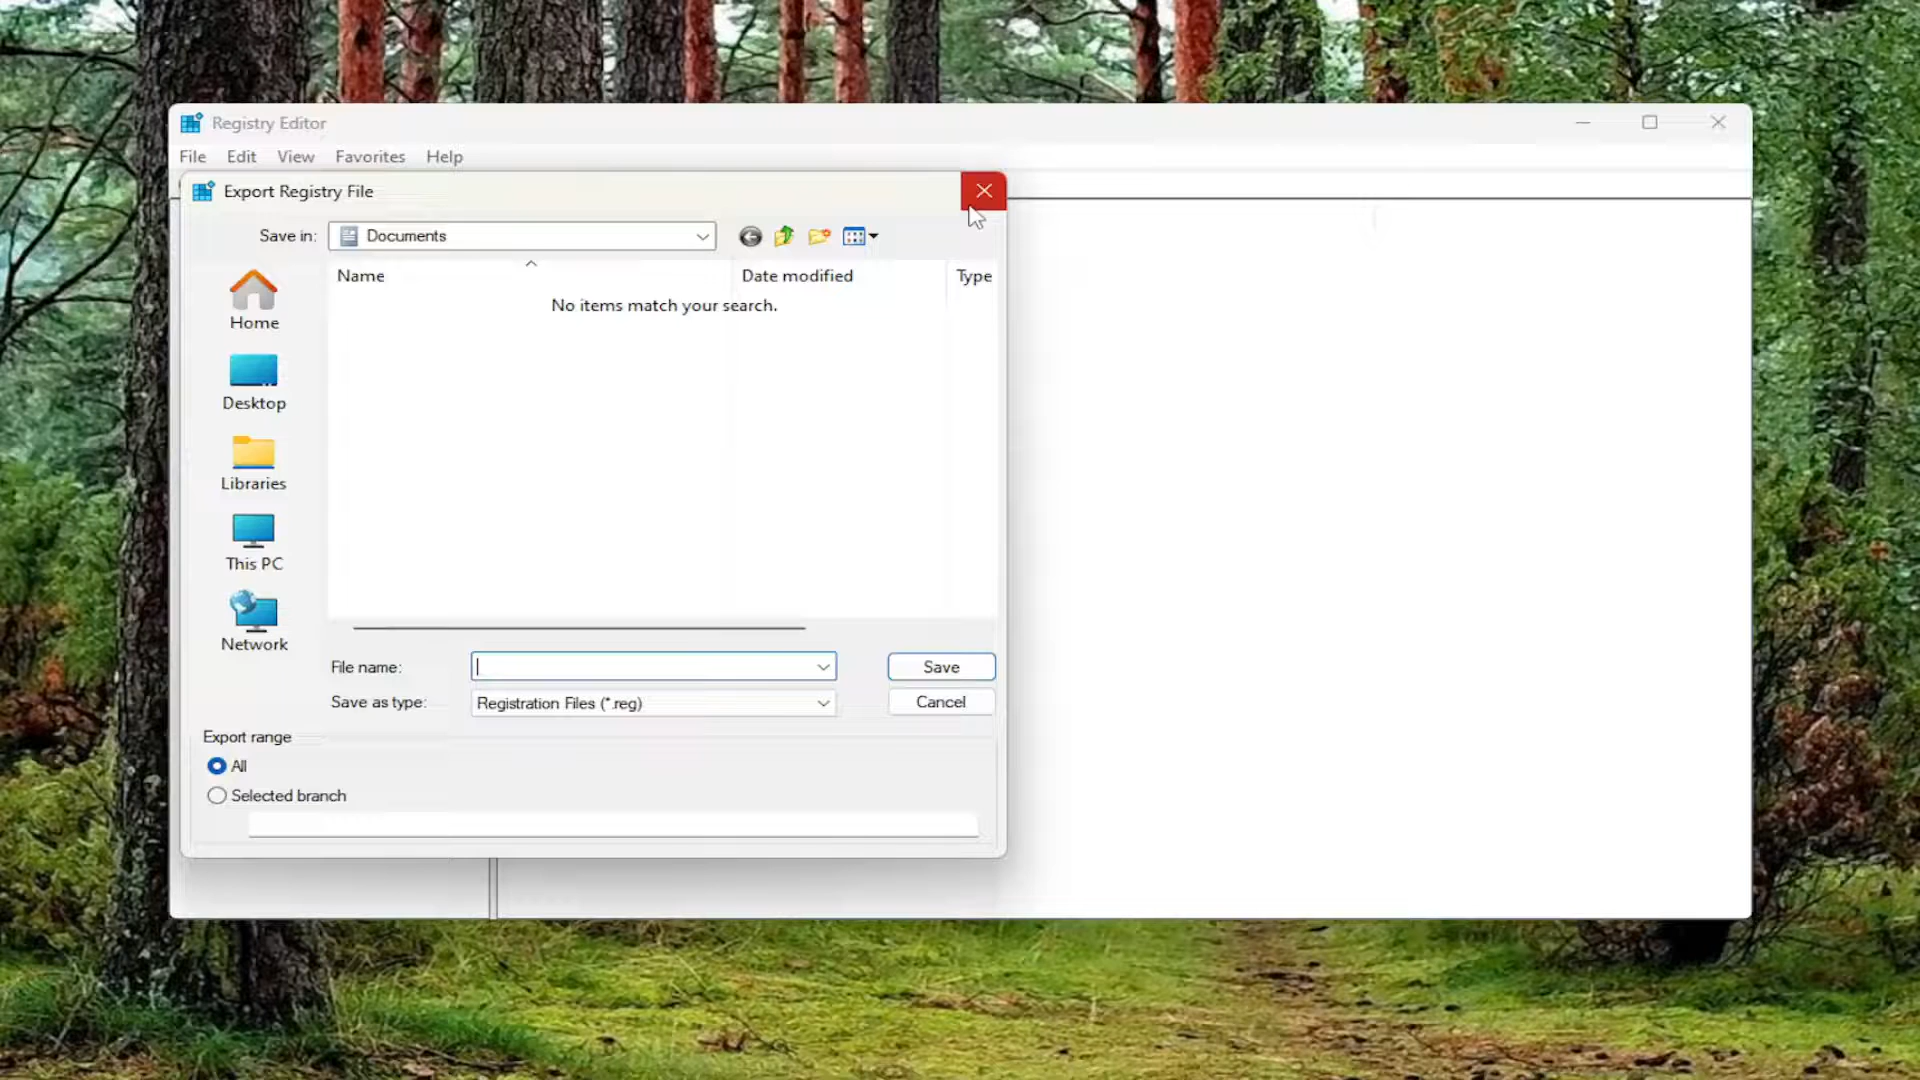 Registry Editor
File Edit View Favorites Help
Export Registry File
Save in: Documents
Name Date modified Type
No items match your search.
Home
Desktop
Libraries
This PC
Network
File name: Save
Save as type: Registration Files (*.reg) Cancel
Export range
All
Selected branch